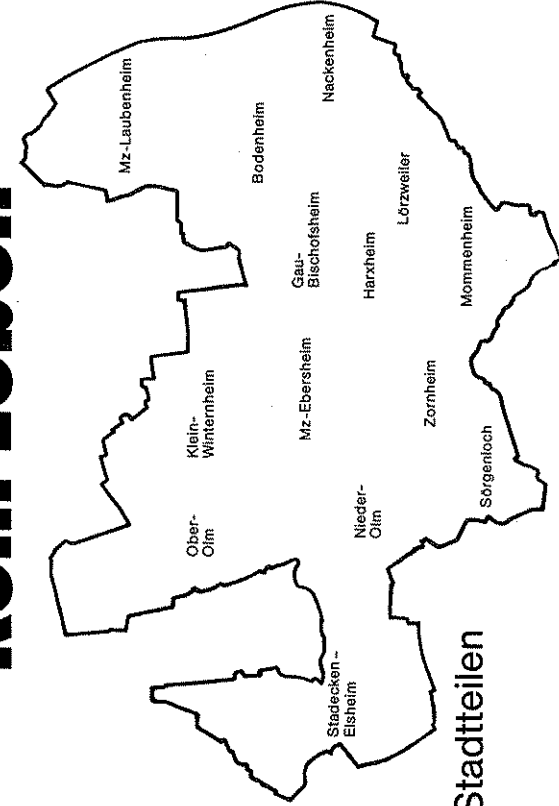 Mz-Laubenheim
Ober-
Olm
Klein-
Winternheim
Bodenheim
Gau-
Bischofsheim
Mz-Ebersheim
Nackenheim
Stadecken-
Elsheim
Nieder-
Olm
Harxheim
Lörzweiler
Zornheim
Mommenheim
Sörgenloch
Stadtteilen